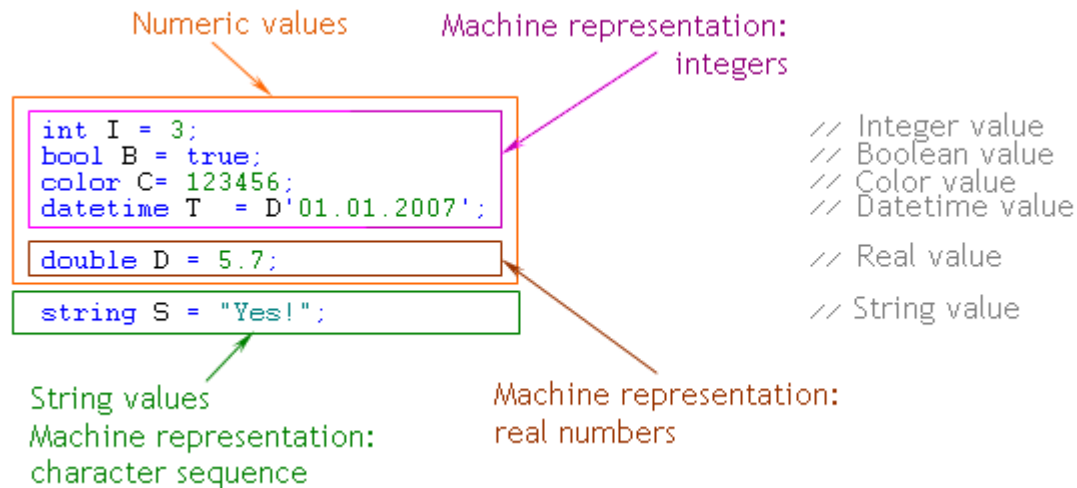 Numeric values
Machine representation:
integers
int I = 3; // Integer value
bool B = true; // Boolean value
color C= 123456; // Color value
datetime T  = D'01.01.2007'; // Datetime value
double D = 5.7; // Real value
string S = "Yes!"; // String value
String values
Machine representation:
character sequence
Machine representation:
real numbers